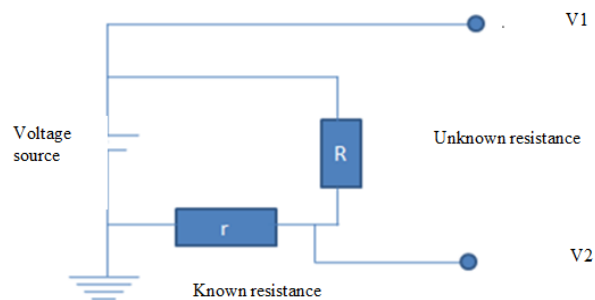 V1
Voltage
source
R
Unknown resistance
r
V2
Known resistance